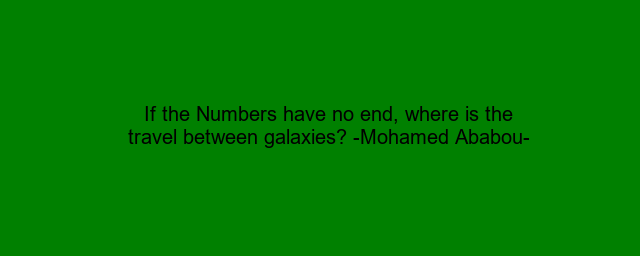 If the Numbers have no end, where is the
travel between galaxies? -Mohamed Ababou-